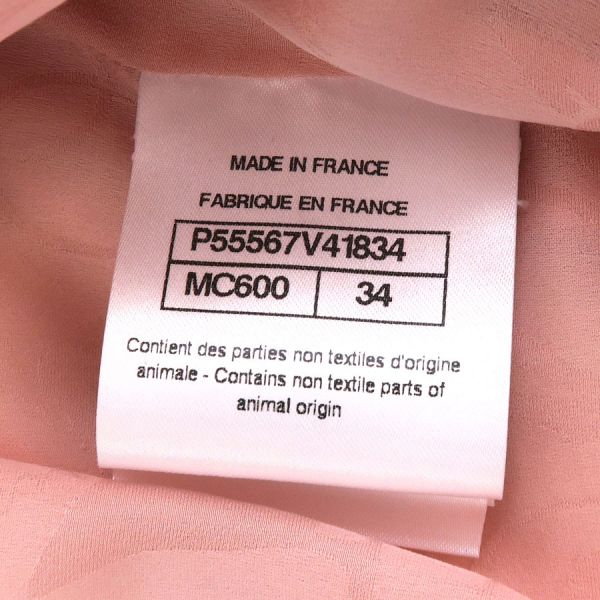 MADE IN FRANCE
FABRIQUE EN FRANCE
P55567V41834
MC600 34
Contient des parties non textiles d'origine
animale - Contains non textile parts of
animal origin